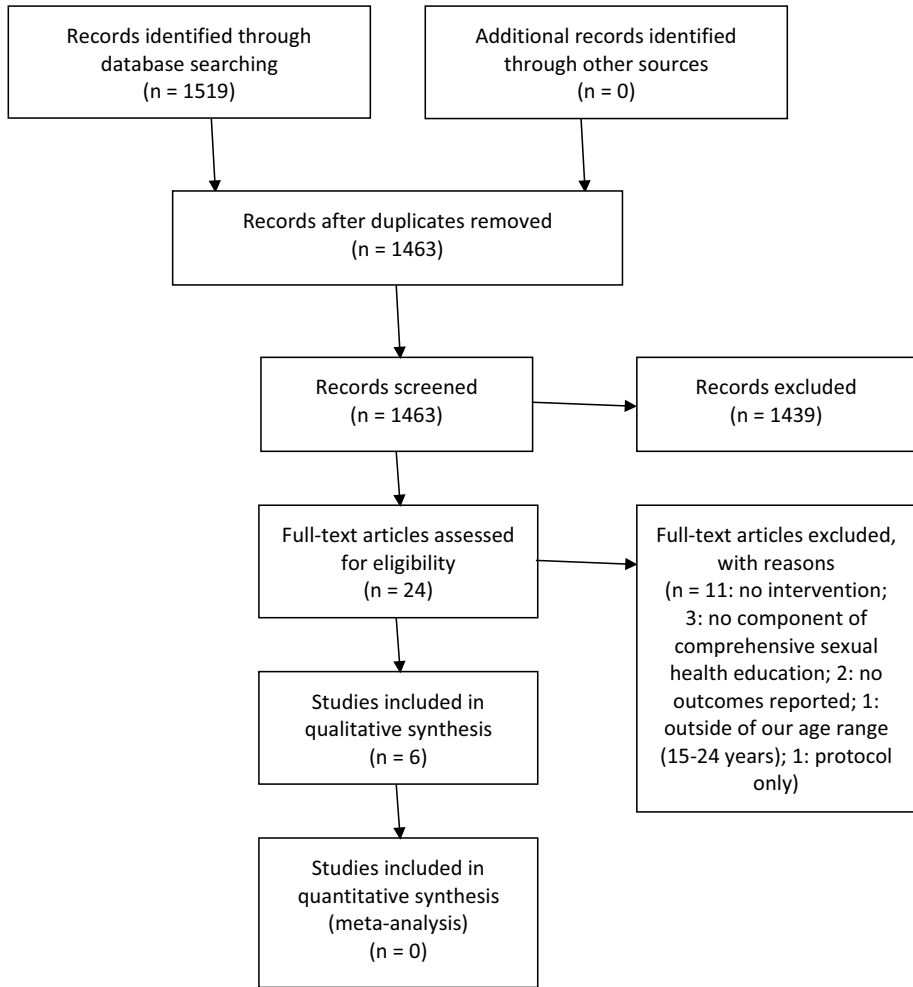 Records identified through
database searching
(n = 1519)
Additional records identified
through other sources
(n = 0)
Records after duplicates removed
(n = 1463)
Records screened
(n = 1463)
Records excluded
(n = 1439)
Full-text articles assessed
for eligibility
(n = 24)
Full-text articles excluded,
with reasons
(n = 11: no intervention;
3: no component of
comprehensive sexual
health education; 2: no
outcomes reported; 1:
outside of our age range
(15-24 years); 1: protocol
only)
Studies included in
qualitative synthesis
(n = 6)
Studies included in
quantitative synthesis
(meta-analysis)
(n = 0)